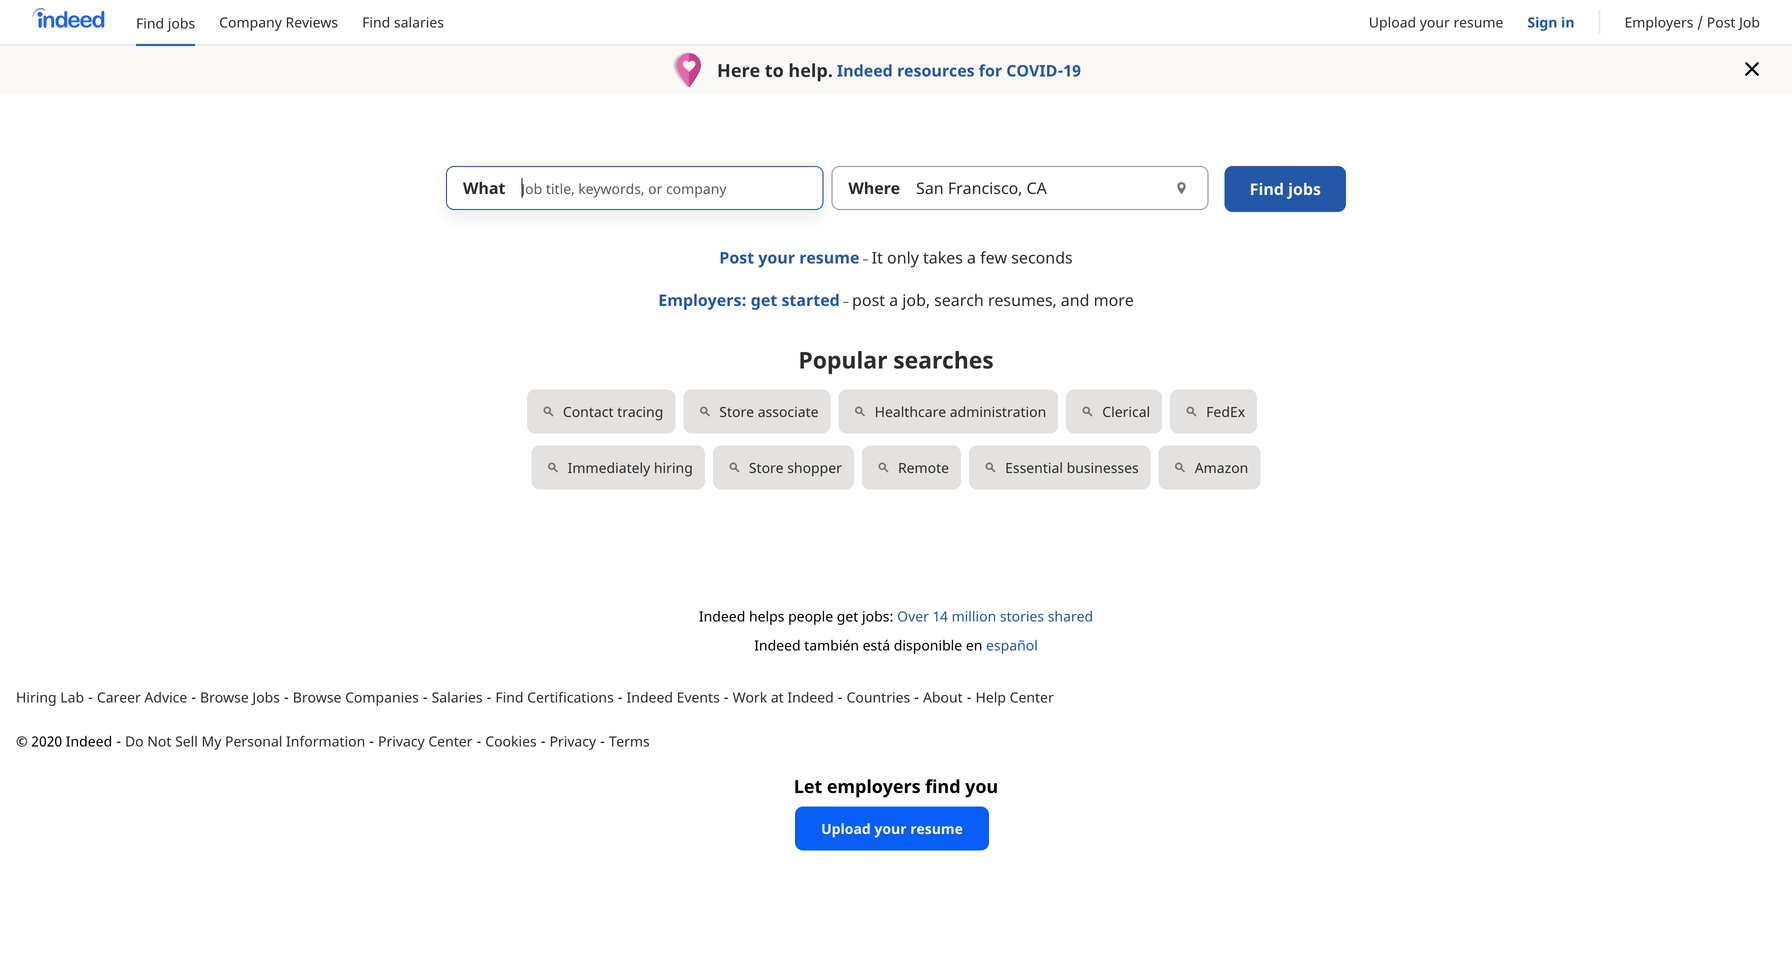 indeed Find jobs Company Reviews Find salaries Upload your resume Sign in Employers / Post Job
Here to help. Indeed resources for COVID-19
What Job title, keywords, or company Where San Francisco, CA Find jobs
Post your resume - It only takes a few seconds
Employers: get started - post a job, search resumes, and more
Popular searches
Contact tracing Store associate Healthcare administration Clerical FedEx
Immediately hiring Store shopper Remote Essential businesses Amazon
Indeed helps people get jobs: Over 14 million stories shared
Indeed también está disponible en español
Hiring Lab - Career Advice - Browse Jobs - Browse Companies - Salaries - Find Certifications - Indeed Events - Work at Indeed - Countries - About - Help Center
© 2020 Indeed - Do Not Sell My Personal Information - Privacy Center - Cookies - Privacy - Terms
Let employers find you
Upload your resume